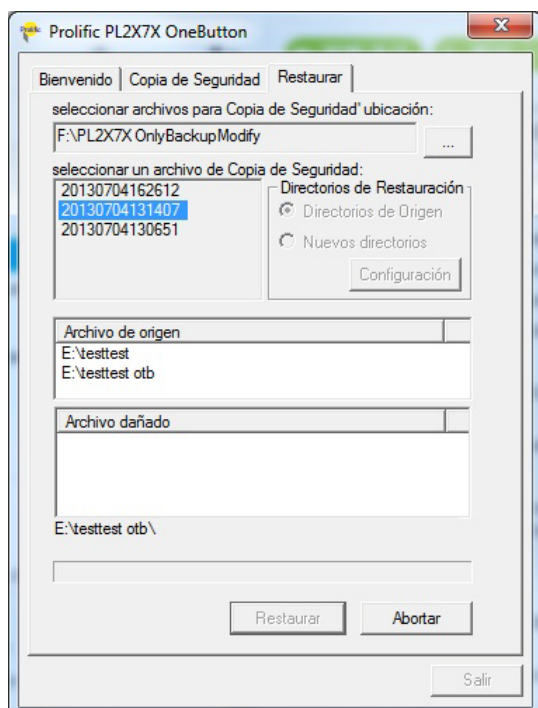 Prolific
Prolific PL2X7X OneButton
Bienvenido
Copia de Seguridad
Restaurar
seleccionar archivos para Copia de Seguridad' ubicación:
F:\PL2X7X OnlyBackupModify
...
seleccionar un archivo de Copia de Seguridad:
20130704162612
20130704131407
20130704130651
Directorios de Restauración
Directorios de Origen
Nuevos directorios
Configuración
Archivo de origen
E:\testtest
E:\testtest otb
Archivo dañado
E:\testtest otb\
Restaurar
Abortar
Salir